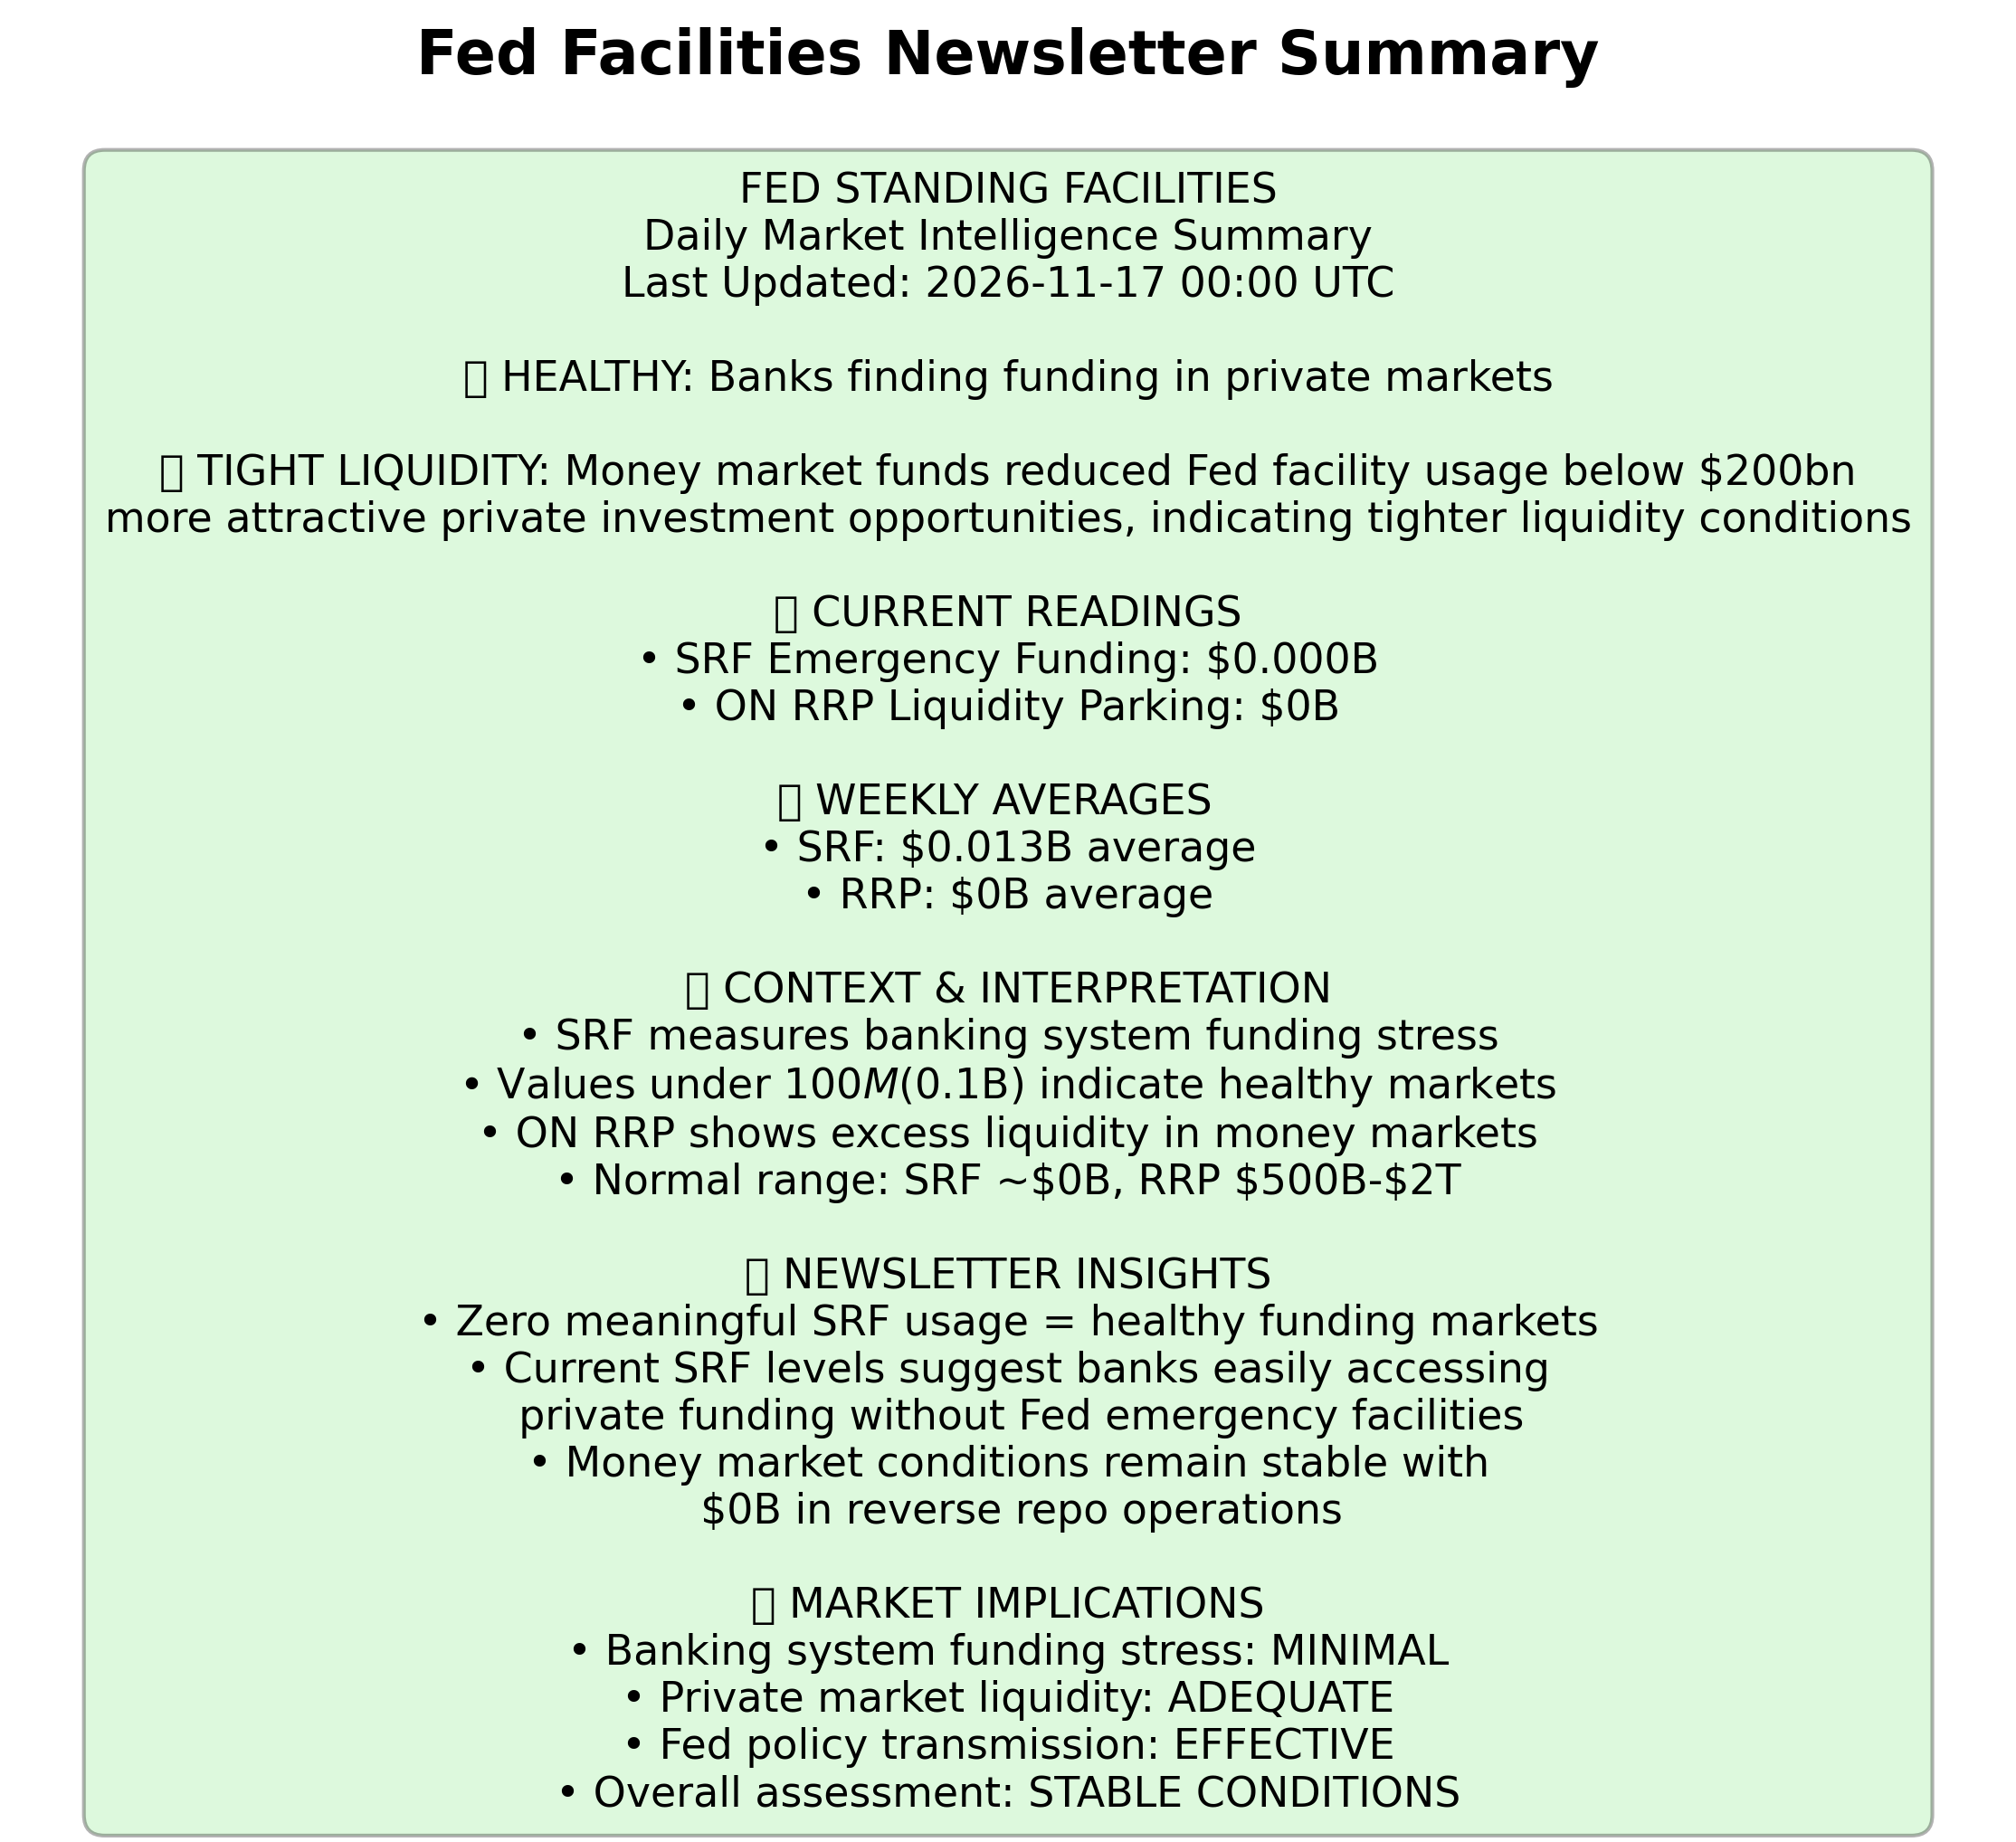 Fed Facilities Newsletter Summary
FED STANDING FACILITIES
Daily Market Intelligence Summary
Last Updated: 2026-11-17 00:00 UTC
▯ HEALTHY: Banks finding funding in private markets
▯ TIGHT LIQUIDITY: Money market funds reduced Fed facility usage below $200bn
more attractive private investment opportunities, indicating tighter liquidity conditions
▯ CURRENT READINGS
• SRF Emergency Funding: $0.000B
• ON RRP Liquidity Parking: $0B
▯ WEEKLY AVERAGES
• SRF: $0.013B average
• RRP: $0B average
▯ CONTEXT & INTERPRETATION
• SRF measures banking system funding stress
• Values under 100M(0.1B) indicate healthy markets
• ON RRP shows excess liquidity in money markets
• Normal range: SRF ~$0B, RRP $500B-$2T
▯ NEWSLETTER INSIGHTS
• Zero meaningful SRF usage = healthy funding markets
• Current SRF levels suggest banks easily accessing
private funding without Fed emergency facilities
• Money market conditions remain stable with
$0B in reverse repo operations
▯ MARKET IMPLICATIONS
• Banking system funding stress: MINIMAL
• Private market liquidity: ADEQUATE
• Fed policy transmission: EFFECTIVE
• Overall assessment: STABLE CONDITIONS